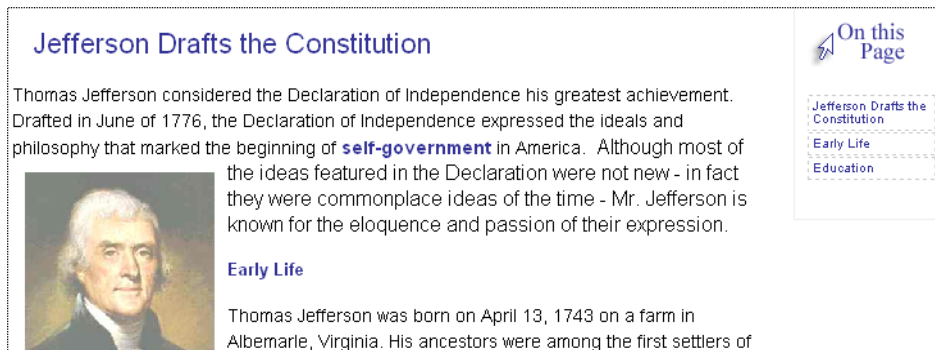 Jefferson Drafts the Constitution
Thomas Jefferson considered the Declaration of Independence his greatest achievement.
Drafted in June of 1776, the Declaration of Independence expressed the ideals and
philosophy that marked the beginning of self-government in America. Although most of
the ideas featured in the Declaration were not new - in fact
they were commonplace ideas of the time - Mr. Jefferson is
known for the eloquence and passion of their expression.
Early Life
Thomas Jefferson was born on April 13, 1743 on a farm in
Albemarle, Virginia. His ancestors were among the first settlers of
On this
Page
Jefferson Drafts the
Constitution
Early Life
Education